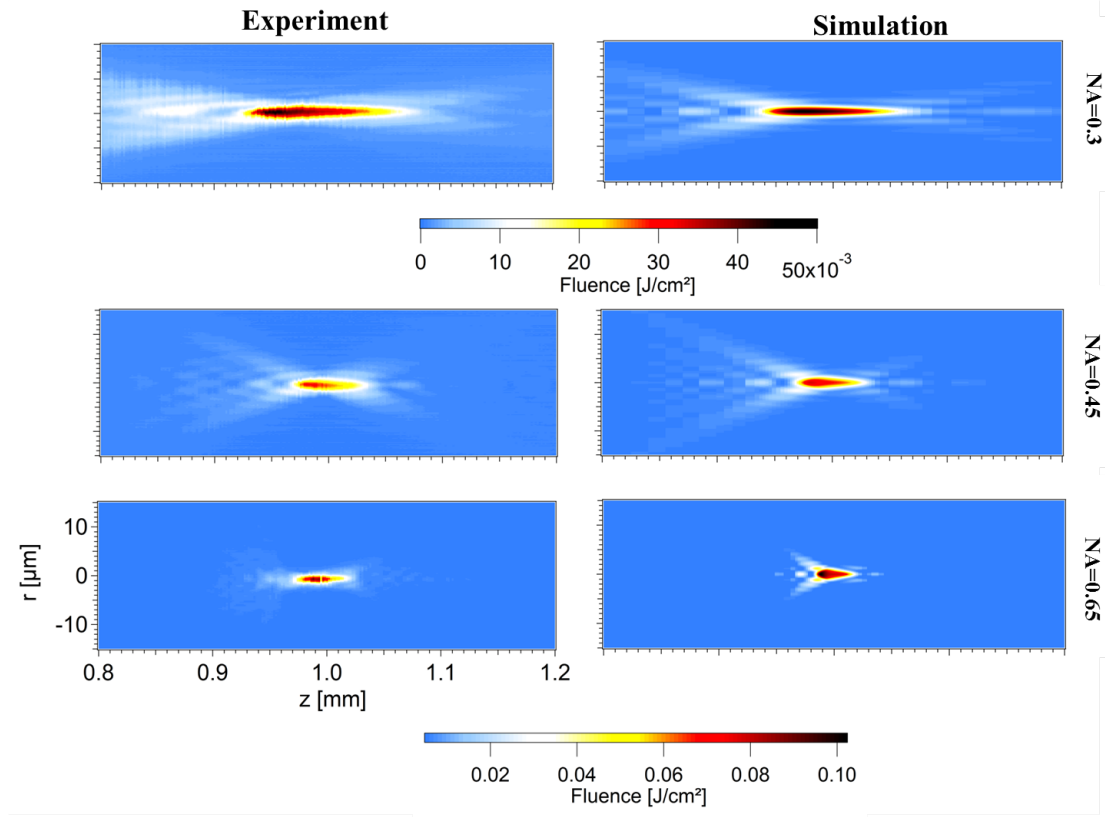 Experiment
Simulation
NA=0.3
0 10 20 30 40 50x10⁻³
Fluence [J/cm²]
NA=0.45
NA=0.65
10
0
-10
r [µm]
0.8 0.9 1.0 1.1 1.2
z [mm]
0.02 0.04 0.06 0.08 0.10
Fluence [J/cm²]